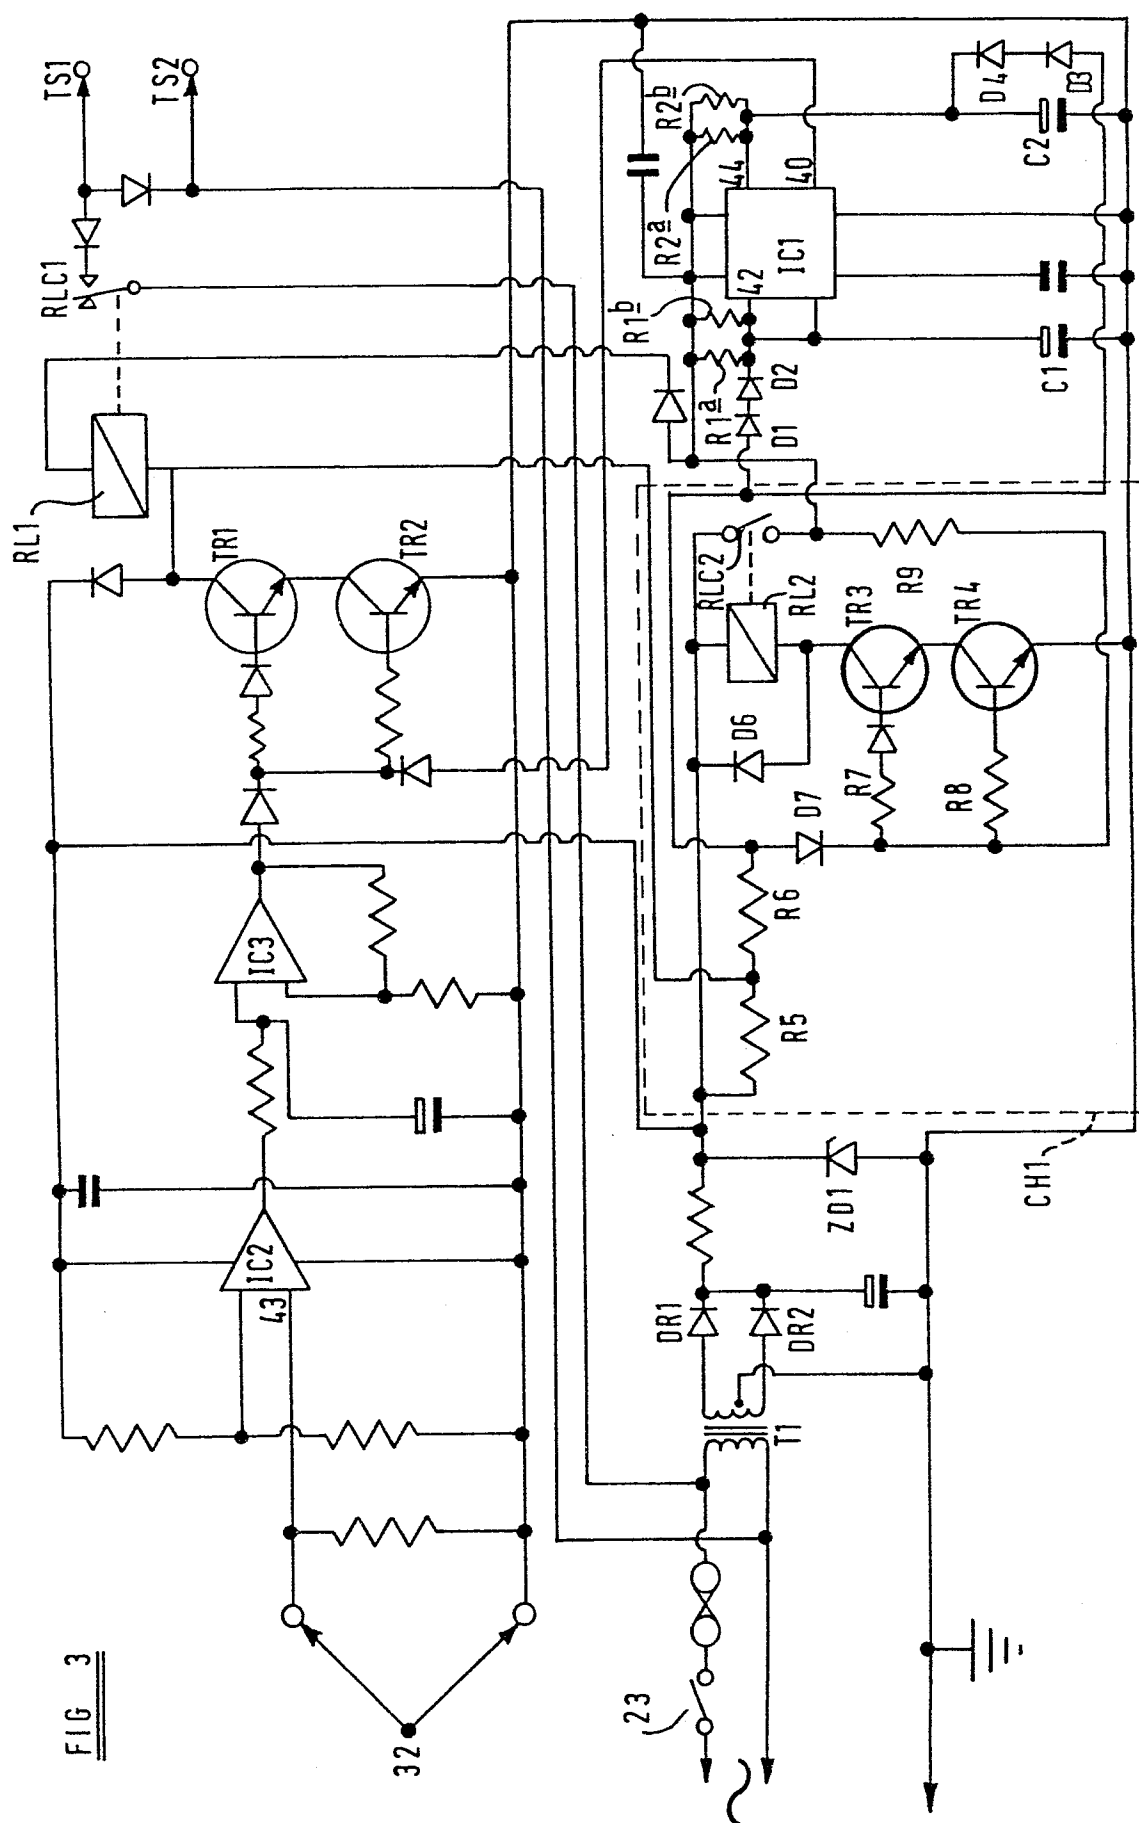 FIG 3
32
43
IC2
IC3
TR1
TR2
RL1
RLC1
TS1
TS2
23
T1
DR1
DR2
ZD1
CH1
R5
R6
D7
D6
R7
R8
RL2
RLC2
TR3
TR4
R9
D1
D2
R1a
R1b
42
IC1
44
40
R2a
R2b
C1
C2
D4
D3